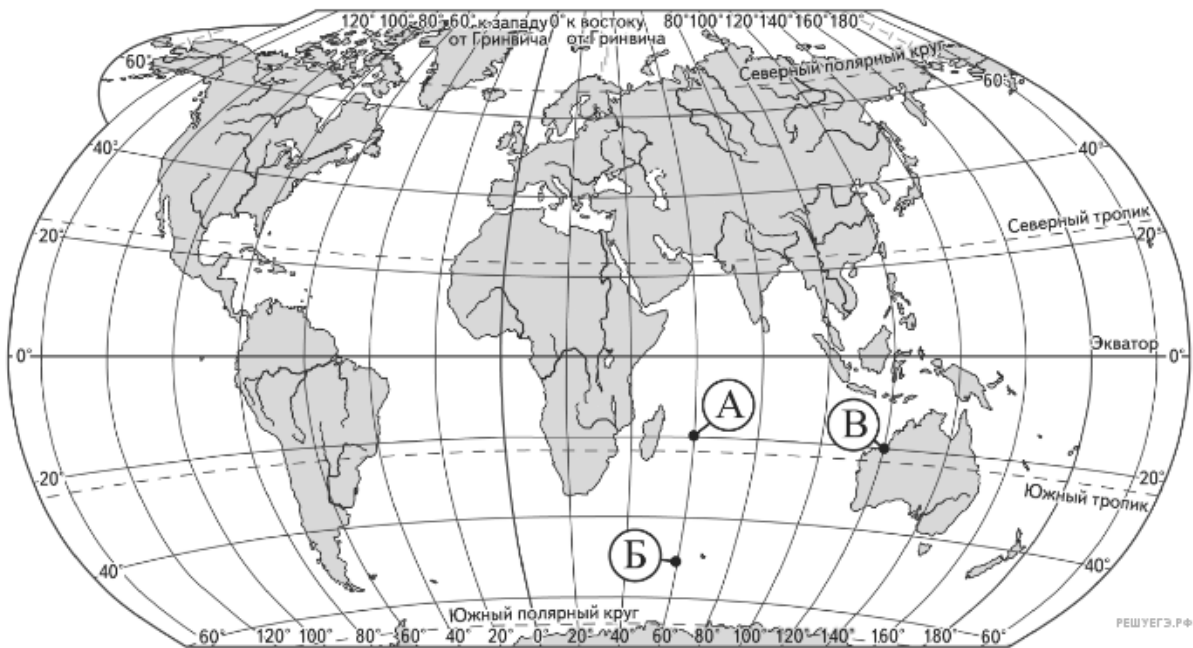 120° 100° 80° 60° к западу 0° к востоку 80° 100° 120° 140° 160° 180°
от Гринвича от Гринвича
Северный полярный круг
60° 60°
40° 40°
Северный тропик
20° 20°
Экватор
0° 0°
А
В
20° 20°
Южный тропик
Б
40° 40°
Южный полярный круг
60° 120° 100° 80° 60° 40° 20° 0° 20° 40° 60° 80° 100° 120° 140° 160° 180° 60°
РЕШУЕГЭ.РФ